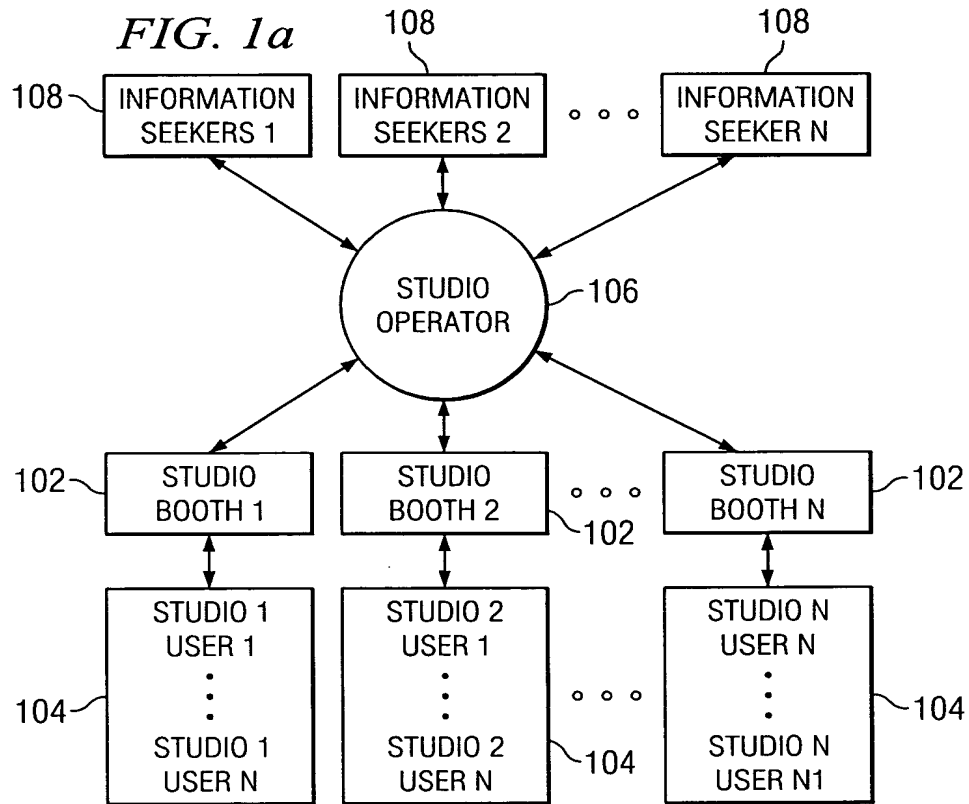 FIG. 1a
108
108
108
INFORMATION
SEEKERS 1
INFORMATION
SEEKERS 2
INFORMATION
SEEKER N
STUDIO
OPERATOR
106
102
STUDIO
BOOTH 1
STUDIO
BOOTH 2
102
STUDIO
BOOTH N
102
104
STUDIO 1
USER 1
STUDIO 1
USER N
STUDIO 2
USER 1
STUDIO 2
USER N
104
STUDIO N
USER N
STUDIO N
USER N1
104